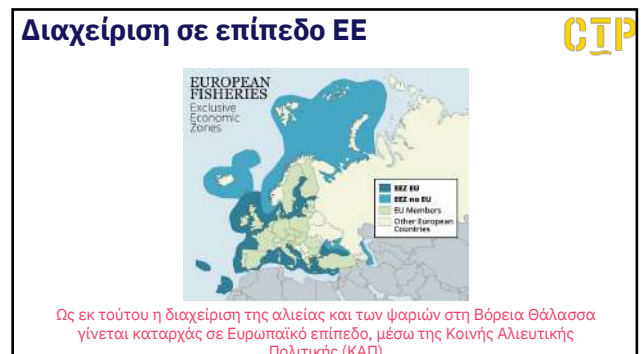 Διαχείριση σε επίπεδο ΕΕ
CTP
EUROPEAN
FISHERIES
Exclusive
Economic
Zones
EEZ EU
EEZ no EU
EU Members
Other European
Countries
Ως εκ τούτου η διαχείριση της αλιείας και των ψαριών στη Βόρεια Θάλασσα
γίνεται καταρχάς σε Ευρωπαϊκό επίπεδο, μέσω της Κοινής Αλιευτικής
Πολιτικής (ΚΑΠ)